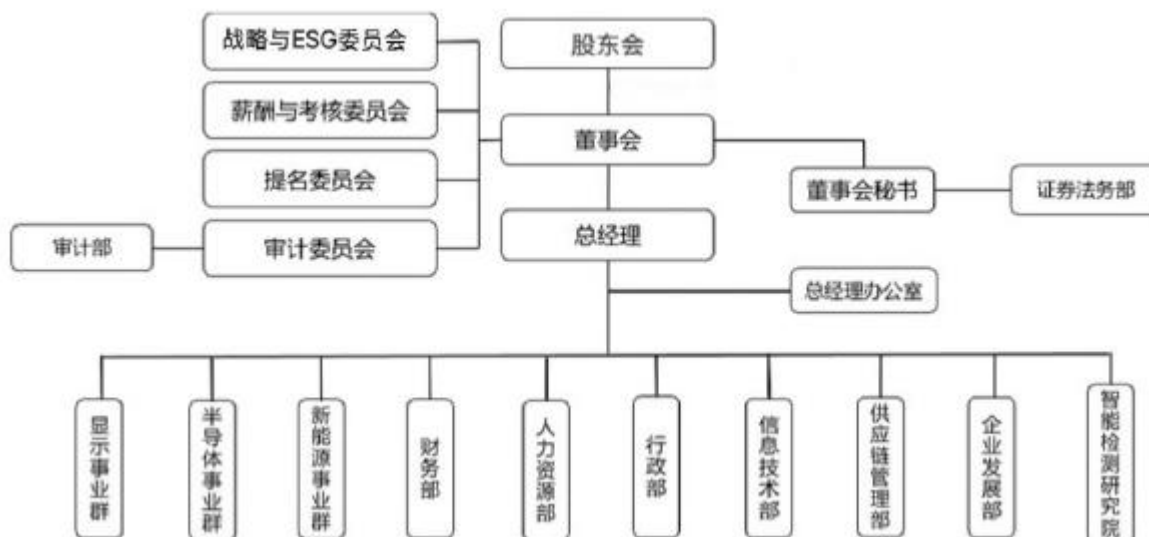 战略与ESG委员会
股东会
薪酬与考核委员会
董事会
提名委员会
董事会秘书
证券法务部
审计部
审计委员会
总经理
总经理办公室
显示事业群
半导体事业群
新能源事业群
财务部
人力资源部
行政部
信息技术部
供应链管理部
企业发展部
智能检测研究院